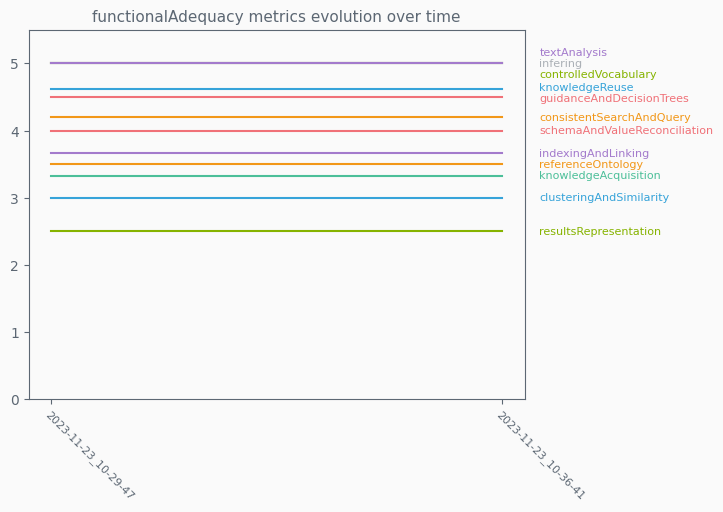 functionalAdequacy metrics evolution over time
5
4
3
2
1
0
textAnalysis
infering
controlledVocabulary
knowledgeReuse
guidanceAndDecisionTrees
consistentSearchAndQuery
schemaAndValueReconciliation
indexingAndLinking
referenceOntology
knowledgeAcquisition
clusteringAndSimilarity
resultsRepresentation
2023-11-23_10-29-47
2023-11-23_10-36-41